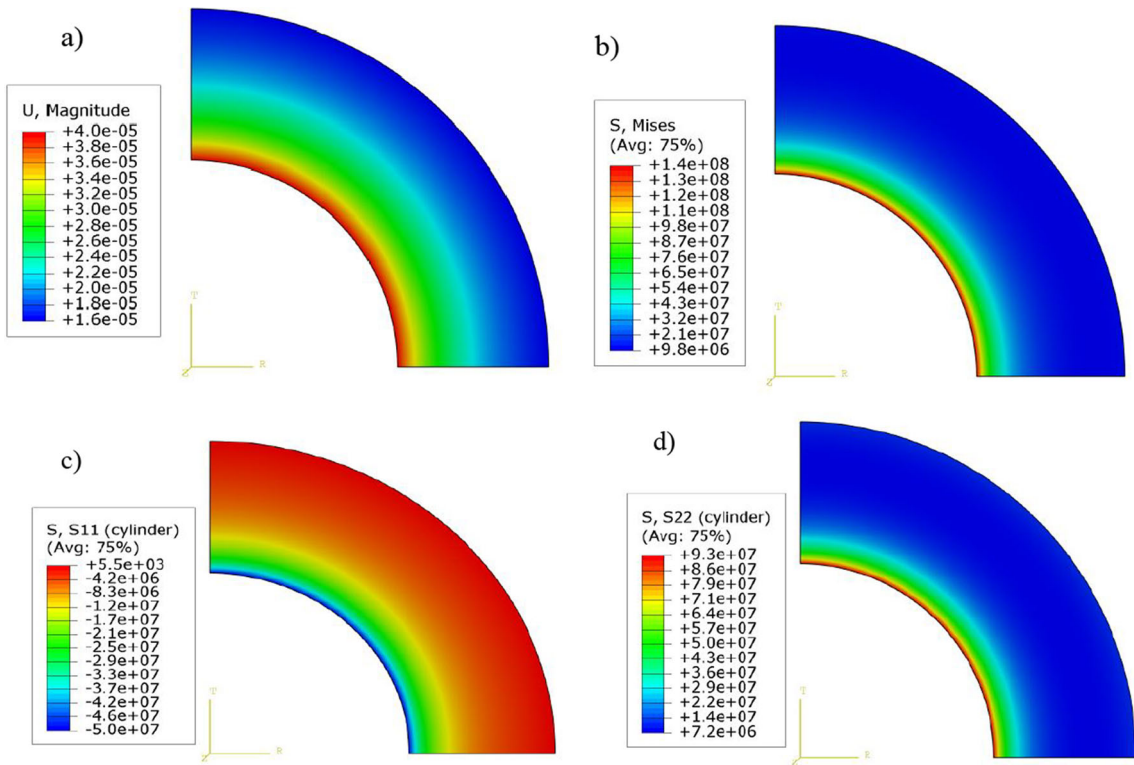 a)
U, Magnitude
+4.0e-05
+3.8e-05
+3.6e-05
+3.4e-05
+3.2e-05
+3.0e-05
+2.8e-05
+2.6e-05
+2.4e-05
+2.2e-05
+2.0e-05
+1.8e-05
+1.6e-05
T
R
Z
b)
S, Mises
(Avg: 75%)
+1.4e+08
+1.3e+08
+1.2e+08
+1.1e+08
+9.8e+07
+8.7e+07
+7.6e+07
+6.5e+07
+5.4e+07
+4.3e+07
+3.2e+07
+2.1e+07
+9.8e+06
T
R
Z
c)
S, S11 (cylinder)
(Avg: 75%)
+5.5e+03
-4.2e+06
-8.3e+06
-1.2e+07
-1.7e+07
-2.1e+07
-2.5e+07
-2.9e+07
-3.3e+07
-3.7e+07
-4.2e+07
-4.6e+07
-5.0e+07
T
R
Z
d)
S, S22 (cylinder)
(Avg: 75%)
+9.3e+07
+8.6e+07
+7.9e+07
+7.1e+07
+6.4e+07
+5.7e+07
+5.0e+07
+4.3e+07
+3.6e+07
+2.9e+07
+2.2e+07
+1.4e+07
+7.2e+06
T
R
Z